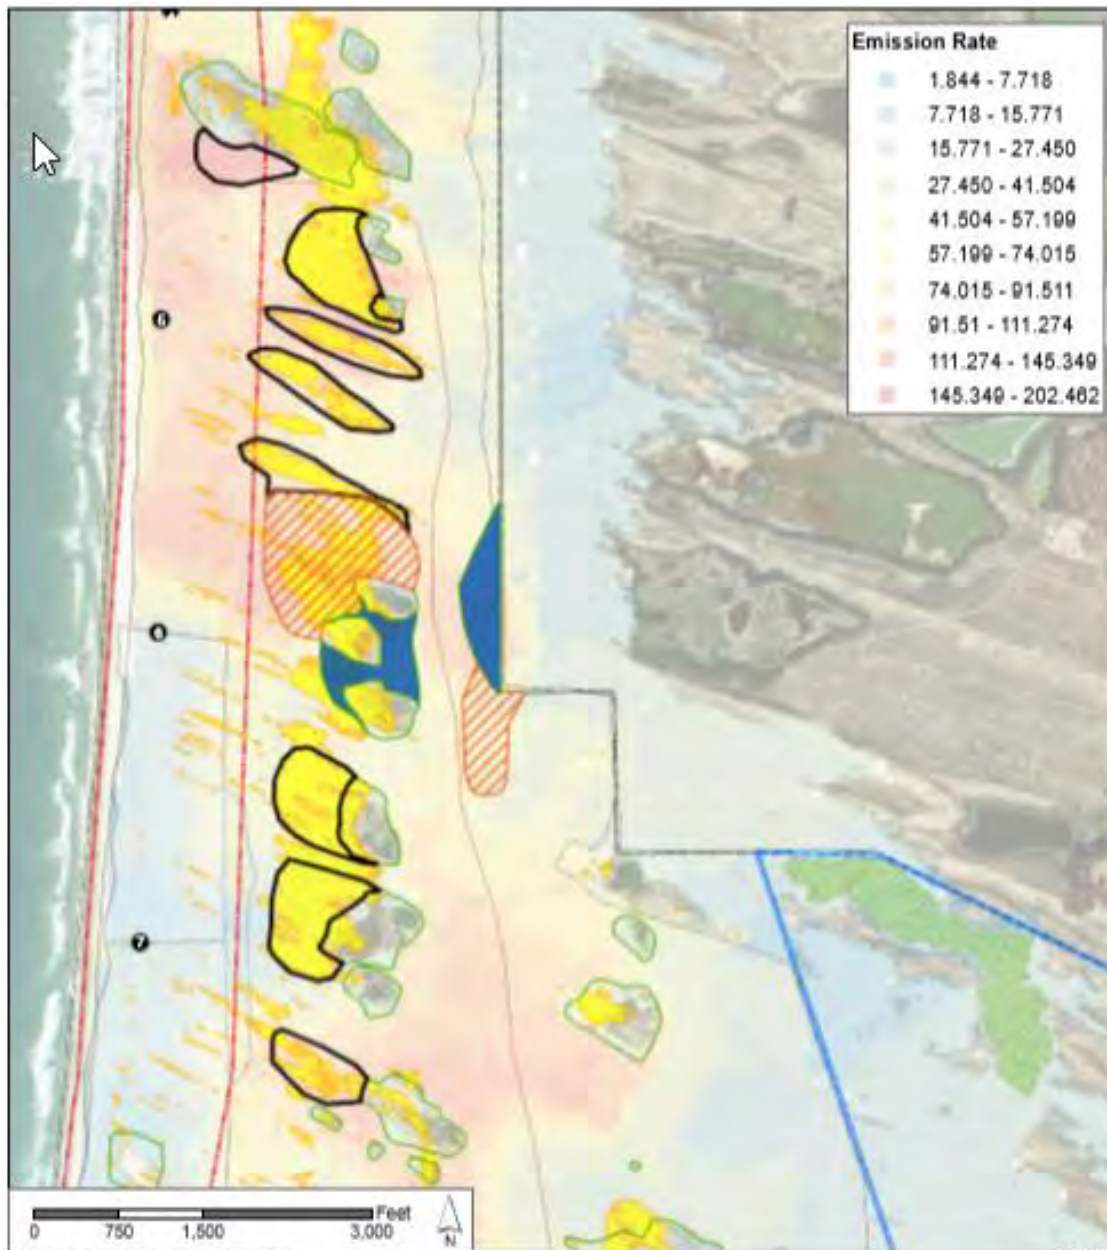 Emission Rate
1.844 - 7.718
7.718 - 15.771
15.771 - 27.450
27.450 - 41.504
41.504 - 57.199
57.199 - 74.015
74.015 - 91.511
91.51 - 111.274
111.274 - 145.349
145.349 - 202.462
6
6
7
Feet
0 750 1,500 3,000
N